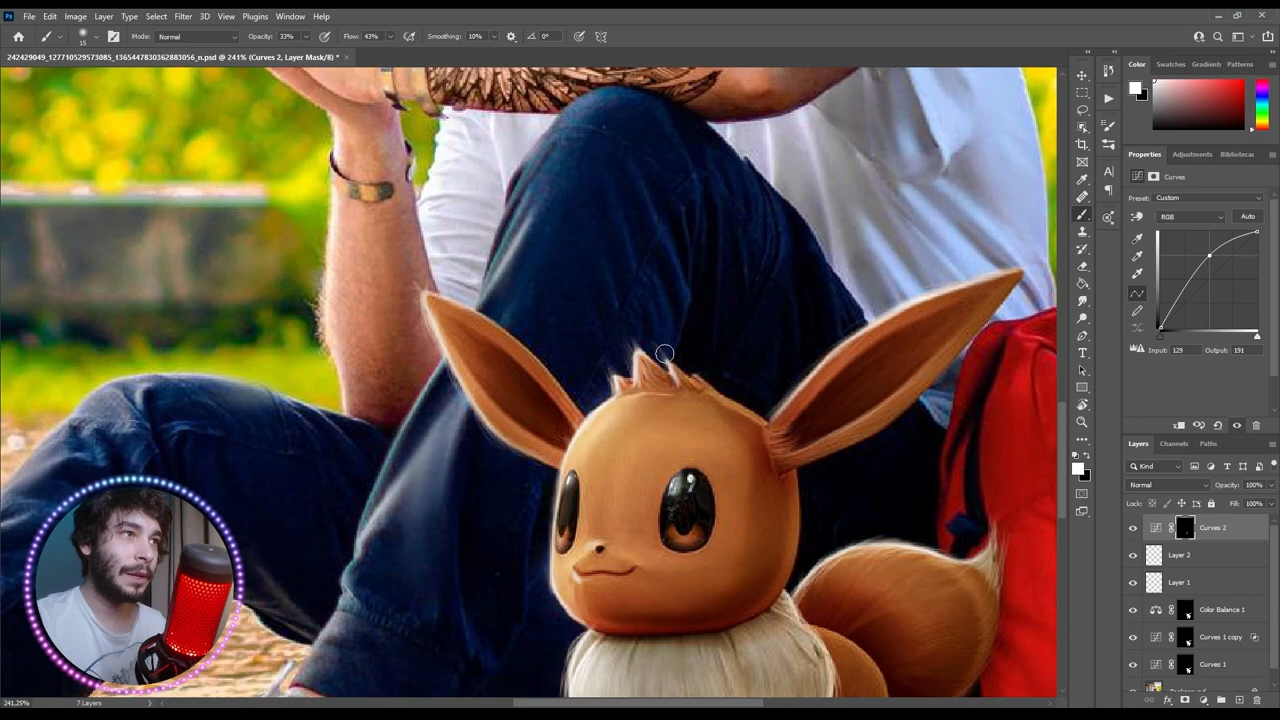 Ps File Edit Image Layer Type Select Filter 3D View Plugins Window Help
15 Mode: Normal Opacity: 33% Flow: 43% Smoothing: 10% 0°
242429049_127710529573085_1365447830362883056_n.psd @ 241% (Curves 2, Layer Mask/8) *
Color Swatches Gradients Patterns
Properties Adjustments Bibliotecas
Curves
Preset: Custom
RGB Auto
Input: 129 Output: 191
Layers Channels Paths
Kind
Normal Opacity: 100%
Lock: Fill: 100%
Curves 2
Layer 2
Layer 1
Color Balance 1
Curves 1 copy
Curves 1
241,25% 7 Layers